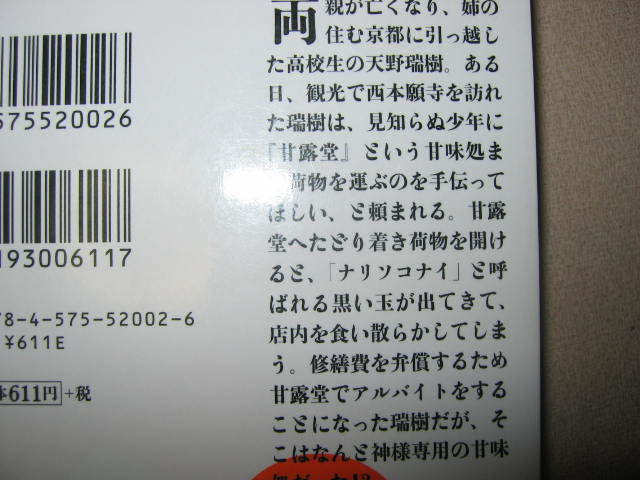 575520026
193006117
78-4-575-52002-6
¥611E
本611円+税
両親が亡くなり、姉の
住む京都に引っ越し
た高校生の天野瑞樹。ある
日、観光で西本願寺を訪れ
た瑞樹は、見知らぬ少年に
『甘露堂』という甘味処ま
荷物を運ぶのを手伝って
ほしい、と頼まれる。甘露
堂へたどり着き荷物を開け
ると、「ナリソコナイ」と呼
ばれる黒い玉が出てきて、
店内を食い散らかしてしま
う。修繕費を弁償するため
甘露堂でアルバイトをする
ことになった瑞樹だが、そ
こはなんと神様専用の甘味